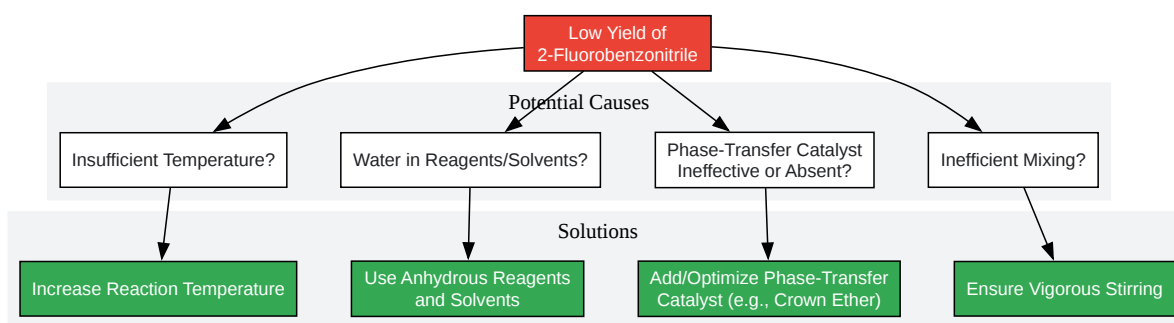 Low Yield of
2-Fluorobenzonitrile
Potential Causes
Insufficient Temperature?
Water in Reagents/Solvents?
Phase-Transfer Catalyst
Ineffective or Absent?
Inefficient Mixing?
Solutions
Increase Reaction Temperature
Use Anhydrous Reagents
and Solvents
Add/Optimize Phase-Transfer
Catalyst (e.g., Crown Ether)
Ensure Vigorous Stirring